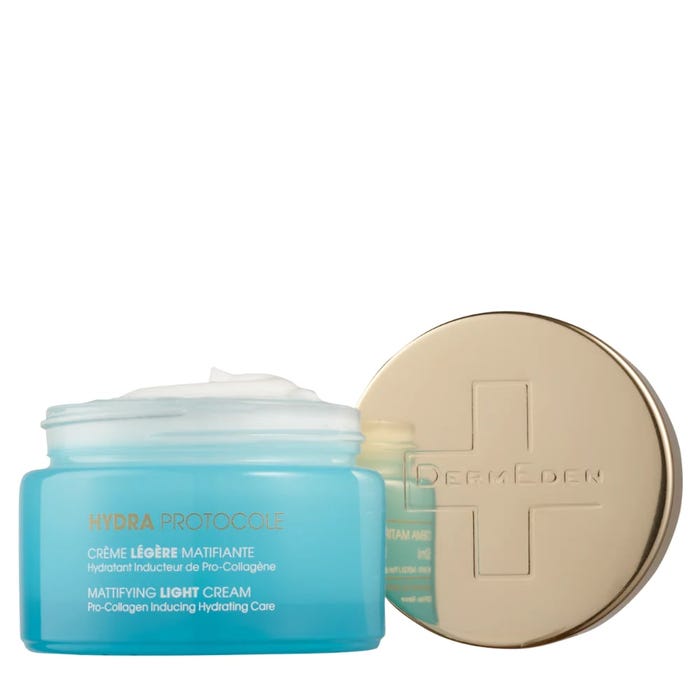 HYDRA PROTOCOLE
CRÈME LÉGÈRE MATIFIANTE
Hydratant Inducteur de Pro-Collagène
MATTIFYING LIGHT CREAM
Pro-Collagen Inducing Hydrating Care
DERMEDEN